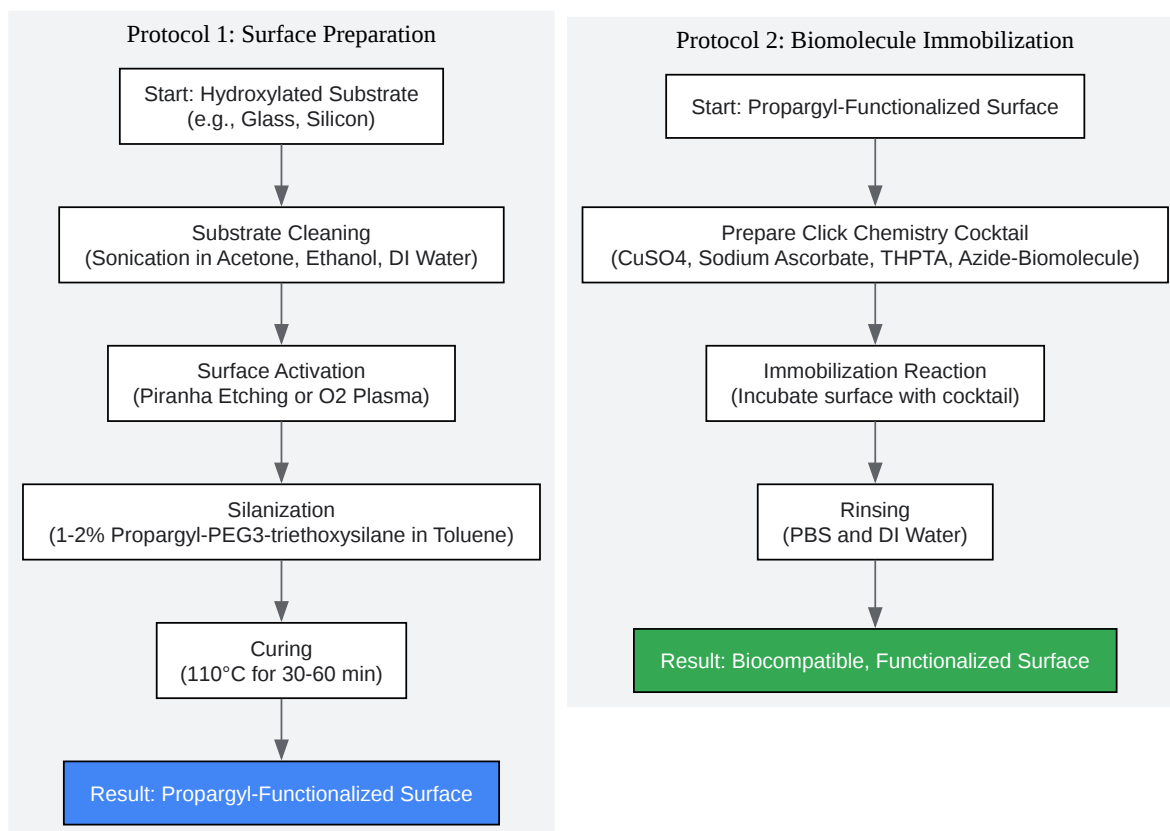 Protocol 1: Surface Preparation
Start: Hydroxylated Substrate
(e.g., Glass, Silicon)
Substrate Cleaning
(Sonication in Acetone, Ethanol, DI Water)
Surface Activation
(Piranha Etching or O2 Plasma)
Silanization
(1-2% Propargyl-PEG3-triethoxysilane in Toluene)
Curing
(110°C for 30-60 min)
Result: Propargyl-Functionalized Surface
Protocol 2: Biomolecule Immobilization
Start: Propargyl-Functionalized Surface
Prepare Click Chemistry Cocktail
(CuSO4, Sodium Ascorbate, THPTA, Azide-Biomolecule)
Immobilization Reaction
(Incubate surface with cocktail)
Rinsing
(PBS and DI Water)
Result: Biocompatible, Functionalized Surface